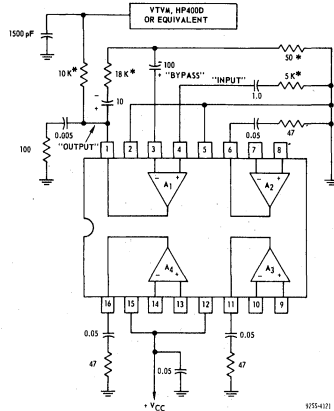 VTVM, HP400D
OR EQUIVALENT
1500 pF
10 K*
18 K*
100
"BYPASS"
50*
"INPUT"
5 K*
1.0
10
0.005
"OUTPUT"
100
0.05
47
1
2
3
4
5
6
7
8
A1
A2
A4
A3
16
15
14
13
12
11
10
9
0.05
47
0.05
0.05
47
+ VCC
9255-4121